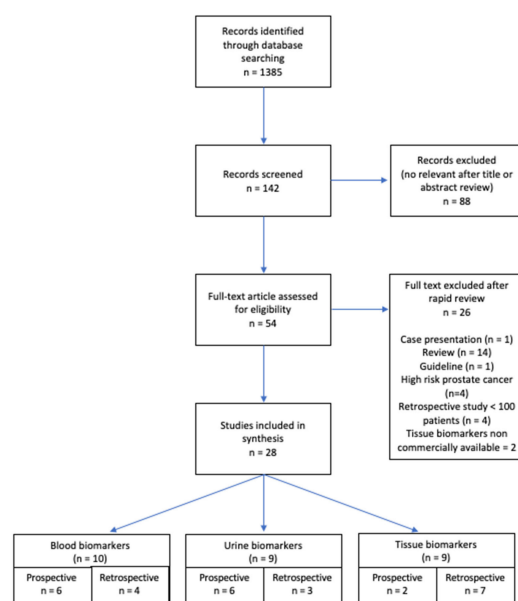 Records identified
through database
searching
n = 1385
Records screened
n = 142
Records excluded
(no relevant after title or
abstract review)
n = 88
Full-text article assessed
for eligibility
n = 54
Full text excluded after
rapid review
n = 26
Case presentation (n = 1)
Review (n = 14)
Guideline (n = 1)
High risk prostate cancer
(n=4)
Retrospective study < 100
patients (n = 4)
Tissue biomarkers non
commercially available = 2
Studies included in
synthesis
n = 28
Blood biomarkers
(n = 10)
Prospective
n = 6
Retrospective
n = 4
Urine biomarkers
(n = 9)
Prospective
n = 6
Retrospective
n = 3
Tissue biomarkers
(n = 9)
Prospective
n = 2
Retrospective
n = 7